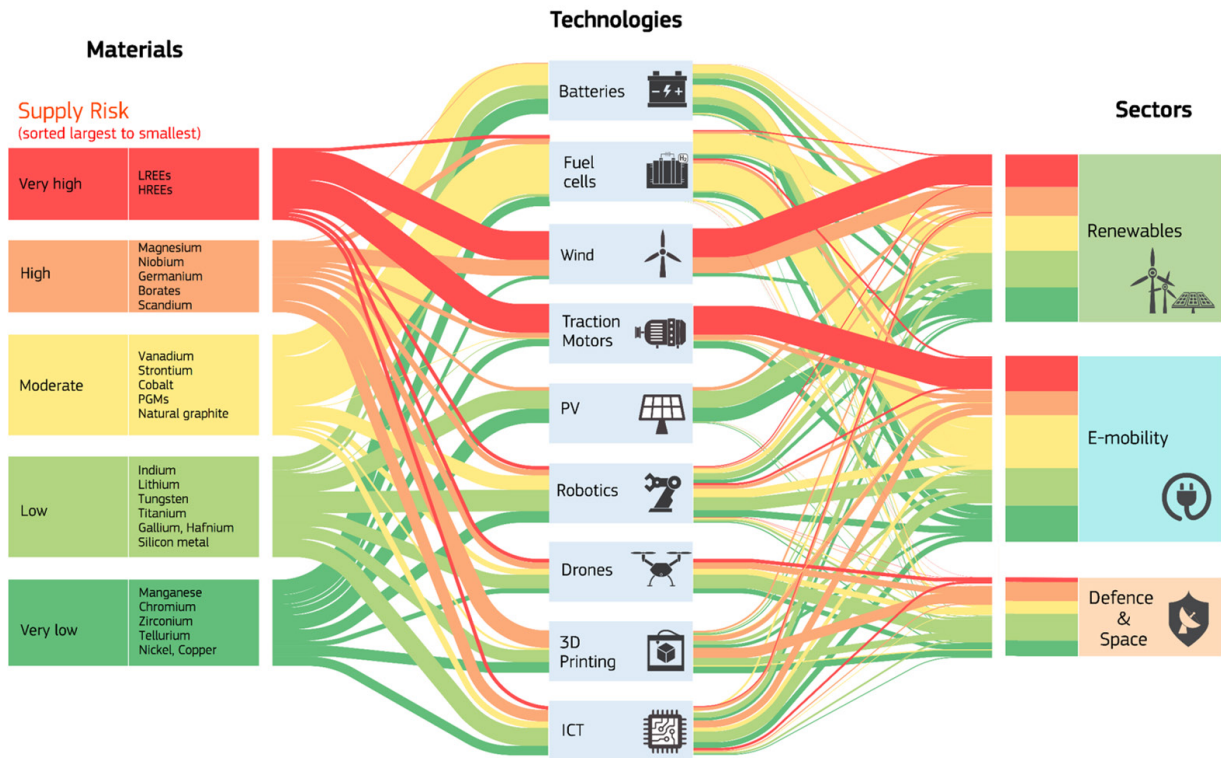 Technologies
Materials
Supply Risk
(sorted largest to smallest)
Very high
LREEs
HREEs
High
Magnesium
Niobium
Germanium
Borates
Scandium
Moderate
Vanadium
Strontium
Cobalt
PGMs
Natural graphite
Low
Indium
Lithium
Tungsten
Titanium
Gallium, Hafnium
Silicon metal
Very low
Manganese
Chromium
Zirconium
Tellurium
Nickel, Copper
Batteries
Fuel
cells
H₂
Wind
Traction
Motors
PV
Robotics
Drones
3D
Printing
ICT
Sectors
Renewables
E-mobility
Defence
&
Space